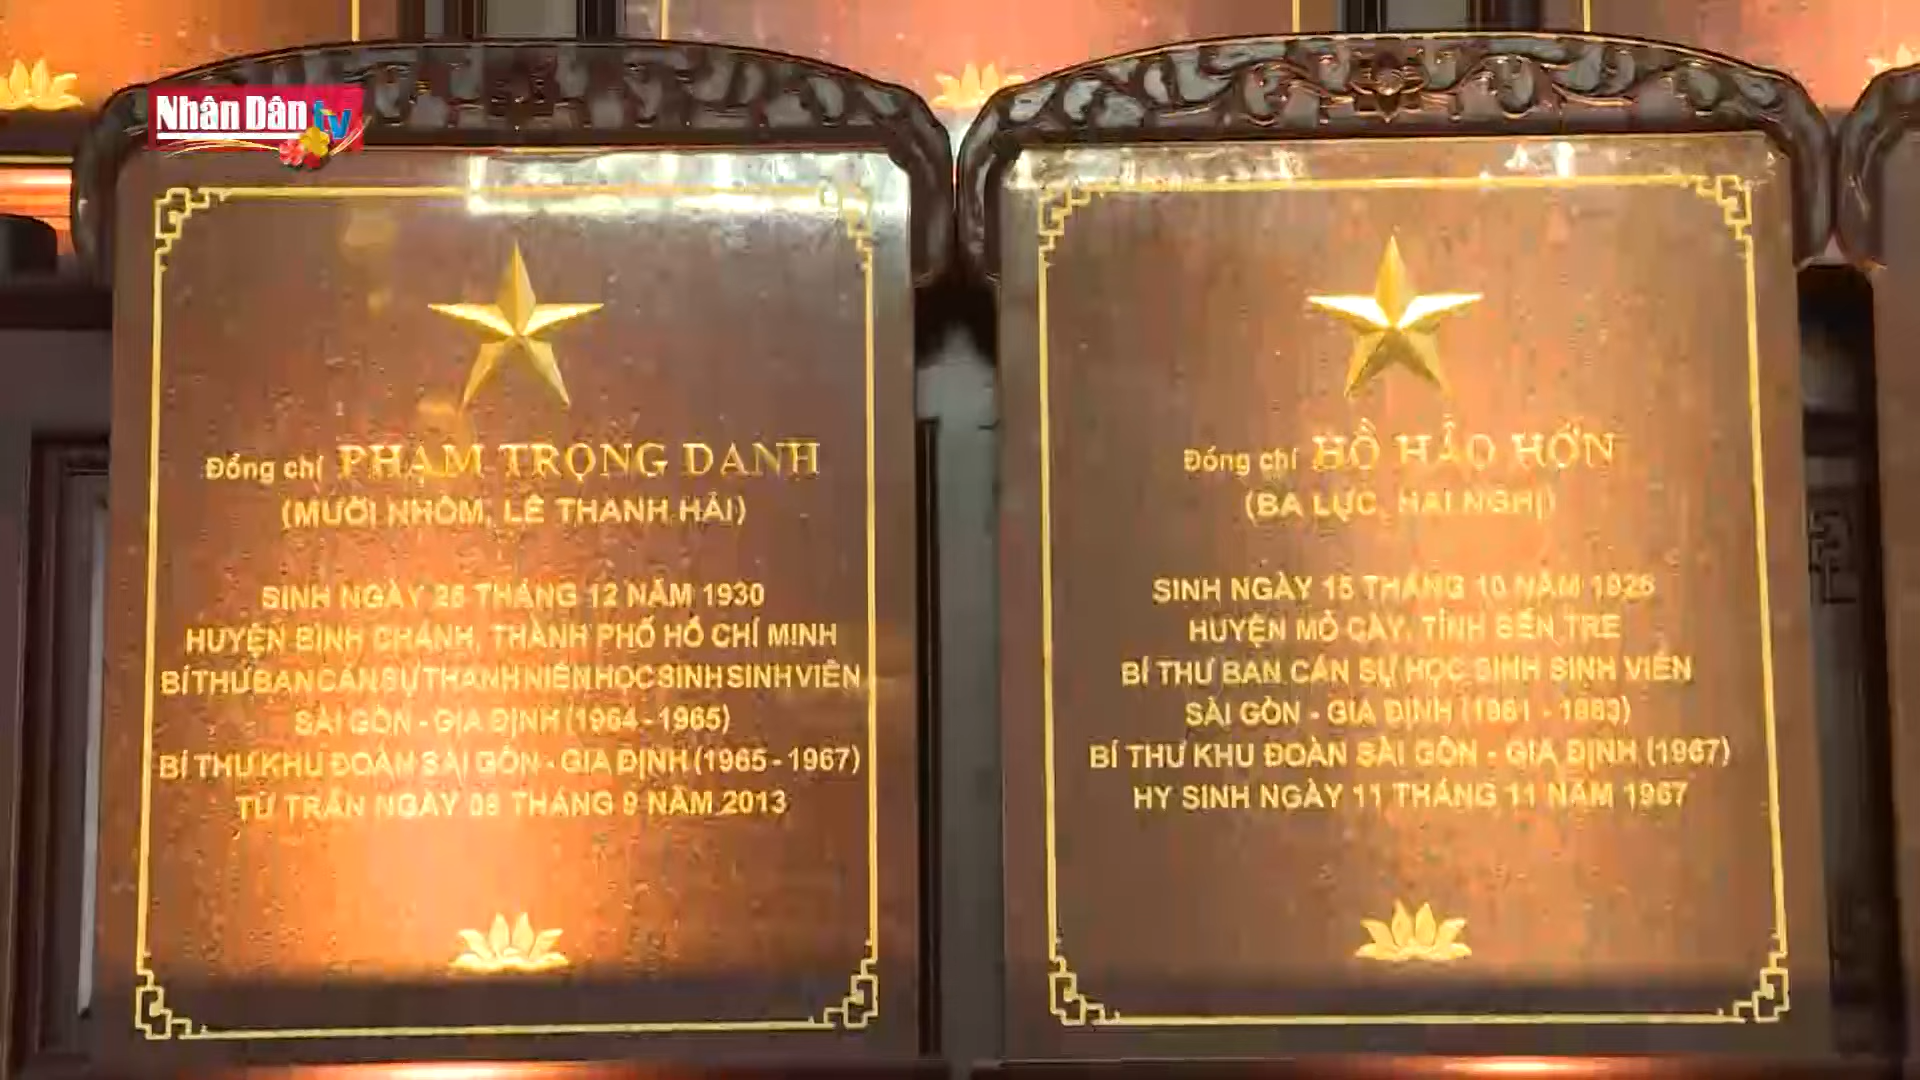 Nhân Dân tv
Đồng chí PHẠM TRỌNG DANH
(MƯỜI NHÔM, LÊ THANH HẢI)
SINH NGÀY 26 THÁNG 12 NĂM 1930
HUYỆN BÌNH CHÁNH, THÀNH PHỐ HỒ CHÍ MINH
BÍ THƯ BAN CÁN SỰ THANH NIÊN HỌC SINH SINH VIÊN
SÀI GÒN - GIA ĐỊNH (1964 - 1965)
BÍ THƯ KHU ĐOÀN SÀI GÒN - GIA ĐỊNH (1965 - 1967)
TỪ TRẦN NGÀY 08 THÁNG 9 NĂM 2013
Đồng chí HỒ HẢO HỚN
(BA LỰC, HAI NGHỊ)
SINH NGÀY 15 THÁNG 10 NĂM 1926
HUYỆN MỎ CÀY, TỈNH BẾN TRE
BÍ THƯ BAN CÁN SỰ HỌC SINH SINH VIÊN
SÀI GÒN - GIA ĐỊNH (1961 - 1963)
BÍ THƯ KHU ĐOÀN SÀI GÒN - GIA ĐỊNH (1967)
HY SINH NGÀY 11 THÁNG 11 NĂM 1967